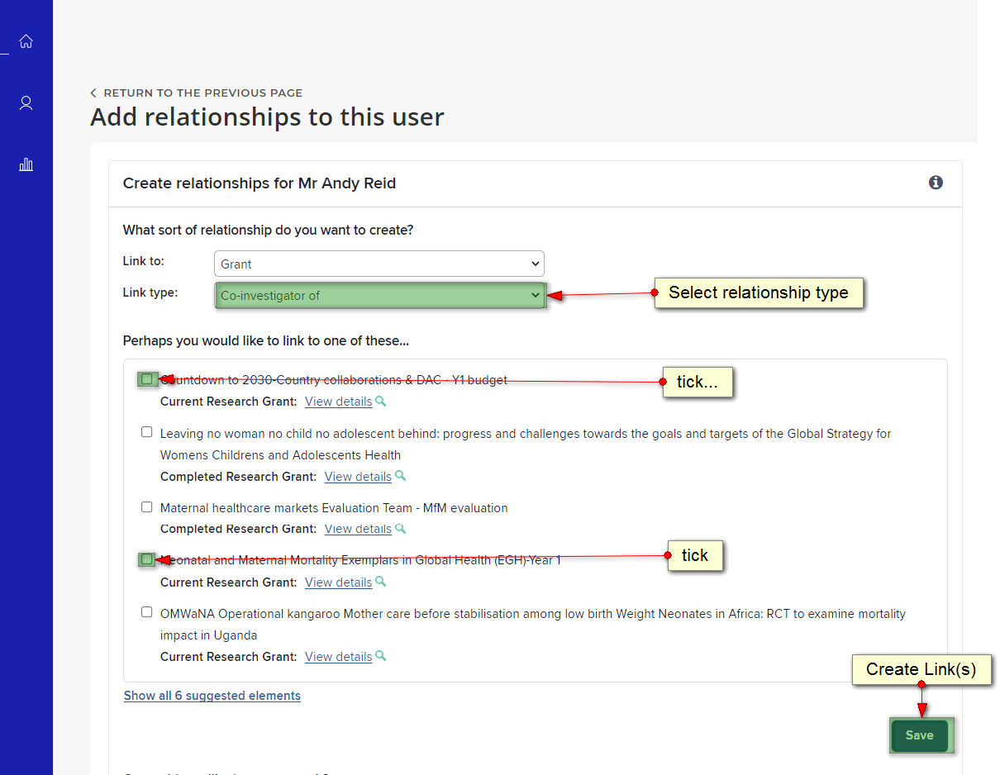 RETURN TO THE PREVIOUS PAGE
Add relationships to this user
Create relationships for Mr Andy Reid
What sort of relationship do you want to create?
Link to:
Grant
Link type:
Co-investigator of
Select relationship type
Perhaps you would like to link to one of these...
Countdown to 2030-Country collaborations & DAC - Y1 budget
tick...
Current Research Grant: View details
Leaving no woman no child no adolescent behind: progress and challenges towards the goals and targets of the Global Strategy for
Womens Childrens and Adolescents Health
Completed Research Grant: View details
Maternal healthcare markets Evaluation Team - MfM evaluation
Completed Research Grant: View details
Neonatal and Maternal Mortality Exemplars in Global Health (EGH)-Year 1
tick
Current Research Grant: View details
OMWaNA Operational kangaroo Mother care before stabilisation among low birth Weight Neonates in Africa: RCT to examine mortality
impact in Uganda
Current Research Grant: View details
Create Link(s)
Show all 6 suggested elements
Save